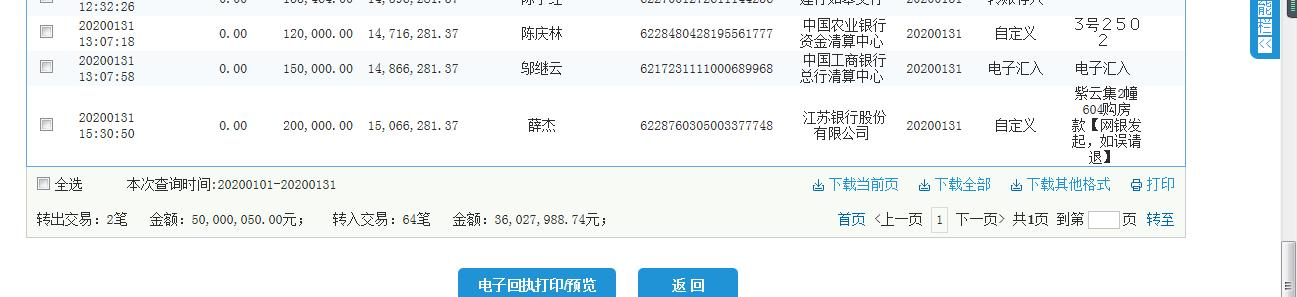 12:32:26
20200131
13:07:18 0.00 120,000.00 14,716,281.37 陈庆林 6228480428195561777 中国农业银行
资金清算中心 20200131 自定义 3号250
2
20200131
13:07:58 0.00 150,000.00 14,866,281.37 邬继云 6217231111000689968 中国工商银行
总行清算中心 20200131 电子汇入 电子汇入
20200131
15:30:50 0.00 200,000.00 15,066,281.37 薛杰 6228760305003377748 江苏银行股份
有限公司 20200131 自定义 紫云集2幢
604购房
款【网银发
起，如误请
退】
全选 本次查询时间:20200101-20200131 下载当前页 下载全部 下载其他格式 打印
转出交易：2笔 金额：50,000,050.00元； 转入交易：64笔 金额：36,027,988.74元； 首页 <上一页 1 下一页> 共1页 到第 页 转至
电子回执打印/预览 返 回
能
栏
<<